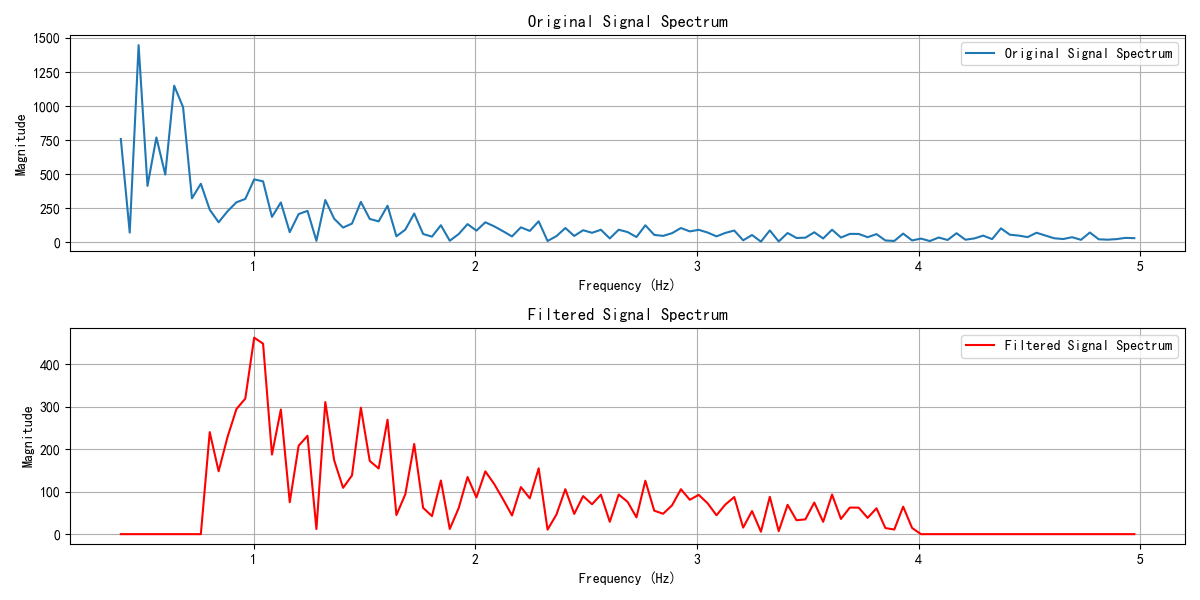 Original Signal Spectrum
1500
1250
1000
750
500
250
0
Magnitude
Original Signal Spectrum
1 2 3 4 5
Frequency (Hz)
Filtered Signal Spectrum
400
300
200
100
0
Magnitude
Filtered Signal Spectrum
1 2 3 4 5
Frequency (Hz)